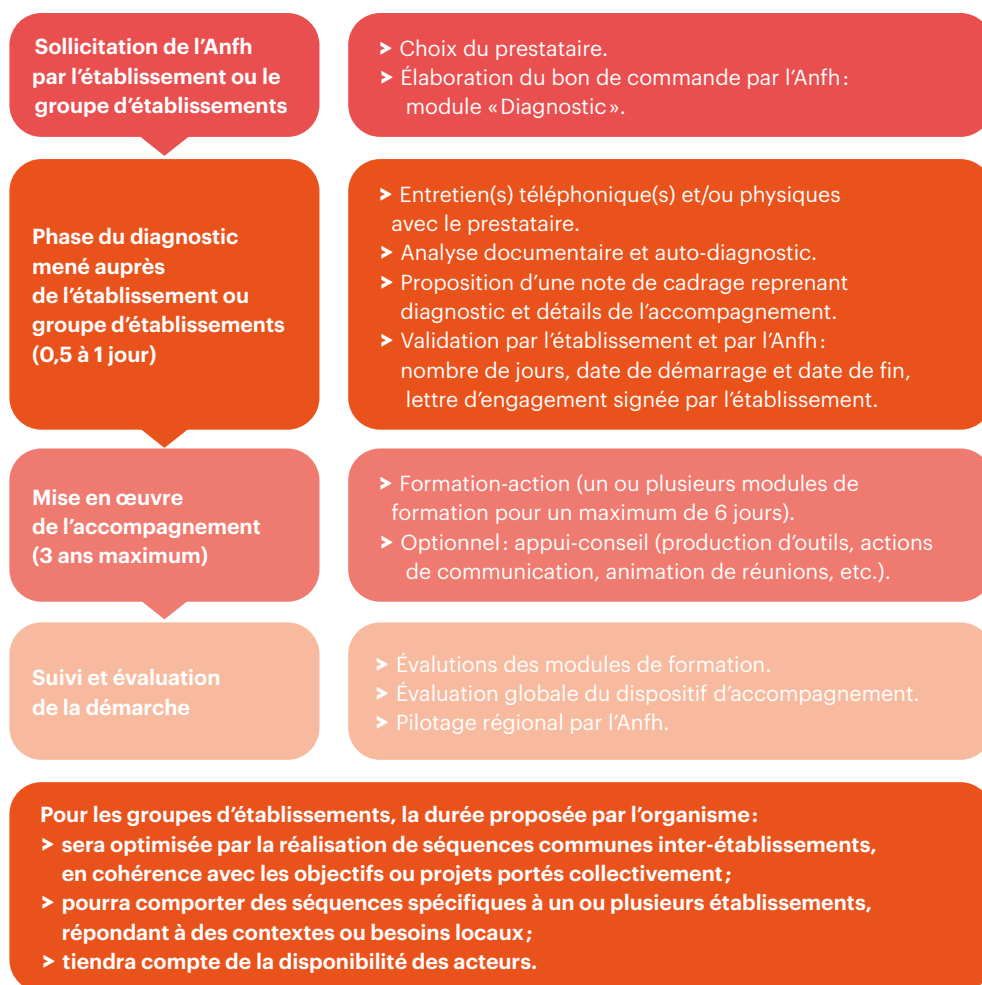 Sollicitation de l’Anfh
par l’établissement ou le
groupe d’établissements
> Choix du prestataire.
> Élaboration du bon de commande par l’Anfh :
module « Diagnostic ».
Phase du diagnostic
mené auprès
de l’établissement ou
groupe d’établissements
(0,5 à 1 jour)
> Entretien(s) téléphonique(s) et/ou physiques
avec le prestataire.
> Analyse documentaire et auto-diagnostic.
> Proposition d’une note de cadrage reprenant
diagnostic et détails de l’accompagnement.
> Validation par l’établissement et par l’Anfh :
nombre de jours, date de démarrage et date de fin,
lettre d’engagement signée par l’établissement.
Mise en œuvre
de l’accompagnement
(3 ans maximum)
> Formation-action (un ou plusieurs modules de
formation pour un maximum de 6 jours).
> Optionnel : appui-conseil (production d’outils, actions
de communication, animation de réunions, etc.).
Suivi et évaluation
de la démarche
> Évalutions des modules de formation.
> Évaluation globale du dispositif d’accompagnement.
> Pilotage régional par l’Anfh.
Pour les groupes d’établissements, la durée proposée par l’organisme :
> sera optimisée par la réalisation de séquences communes inter-établissements,
en cohérence avec les objectifs ou projets portés collectivement ;
> pourra comporter des séquences spécifiques à un ou plusieurs établissements,
répondant à des contextes ou besoins locaux ;
> tiendra compte de la disponibilité des acteurs.